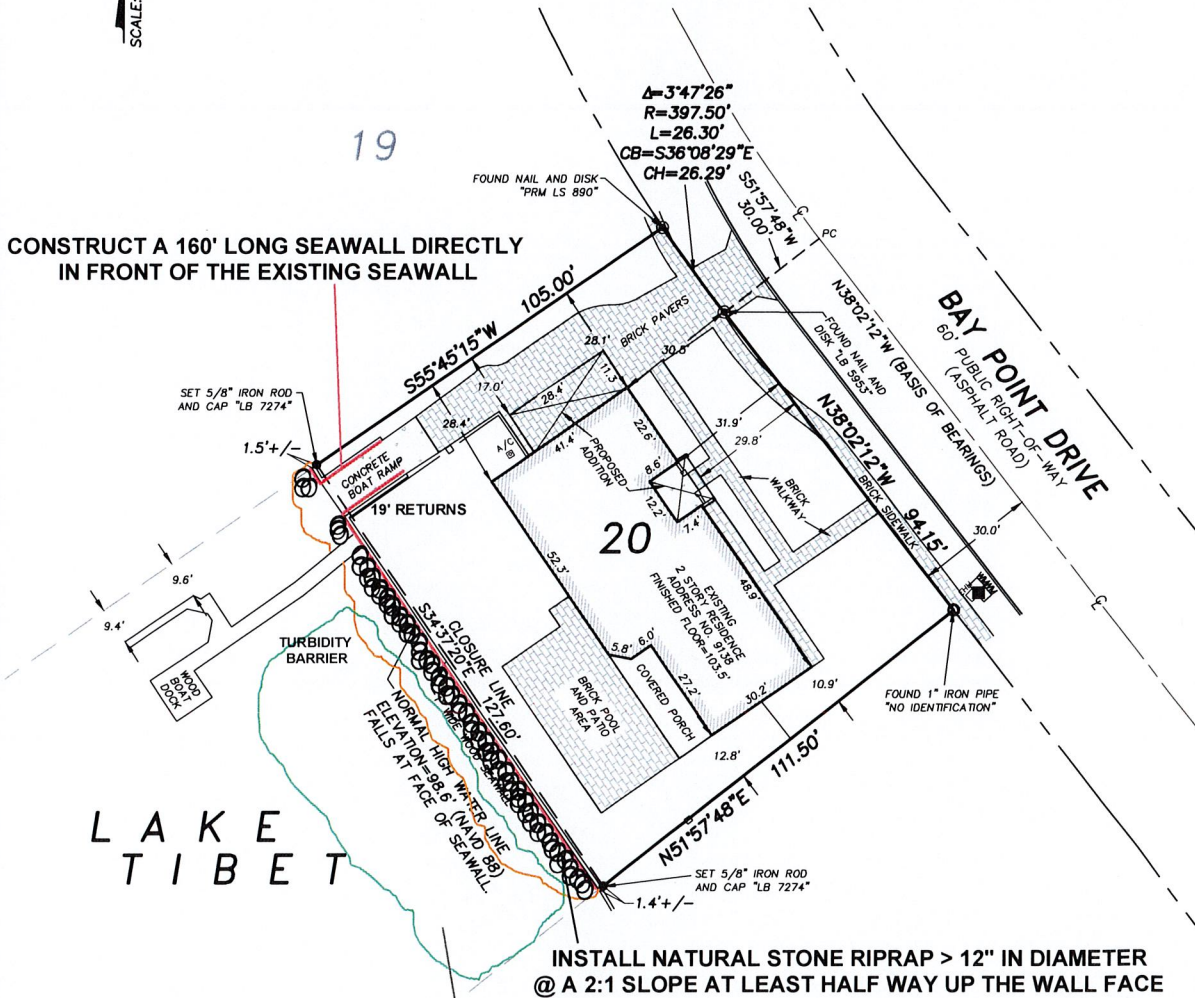 SCALE:
19
Δ=3°47'26"
R=397.50'
L=26.30'
CB=S36°08'29"E
CH=26.29'
FOUND NAIL AND DISK
"PRM LS 890"
S51°57'48"W
30.00'
℄
PC
CONSTRUCT A 160' LONG SEAWALL DIRECTLY
IN FRONT OF THE EXISTING SEAWALL
S55°45'15"W 105.00'
BRICK PAVERS
N38°02'12"W (BASIS OF BEARINGS)
BAY POINT DRIVE
60' PUBLIC RIGHT-OF-WAY
(ASPHALT ROAD)
FOUND NAIL AND
DISK "LB 5953"
28.1'
30.5'
11.3'
28.4'
17.0'
28.4'
SET 5/8" IRON ROD
AND CAP "LB 7274"
1.5'+/-
CONCRETE
BOAT RAMP
A/C
41.4'
PROPOSED
ADDITION
22.6'
31.9'
29.8'
8.6'
12.2'
7.4'
BRICK
WALKWAY
N38°02'12"W 94.15'
BRICK SIDEWALK
30.0'
℄
19' RETURNS
20
52.3'
48.9'
EXISTING
2 STORY RESIDENCE
ADDRESS NO. 9138
FINISHED FLOOR=103.5'
9.6'
9.4'
WOOD
BOAT
DOCK
TURBIDITY
BARRIER
CLOSURE LINE
S34°37'20"E 127.60'
WOOD SEAWALL
NORMAL HIGH WATER LINE
ELEVATION=98.6' (NAVD 88)
FALLS AT FACE OF SEAWALL.
5.8'
6.0'
27.2'
COVERED PORCH
30.2'
BRICK POOL
AND PATIO
AREA
10.9'
12.8'
FOUND 1" IRON PIPE
"NO IDENTIFICATION"
N51°57'48"E 111.50'
LAKE
TIBET
SET 5/8" IRON ROD
AND CAP "LB 7274"
1.4'+/-
INSTALL NATURAL STONE RIPRAP > 12" IN DIAMETER
@ A 2:1 SLOPE AT LEAST HALF WAY UP THE WALL FACE